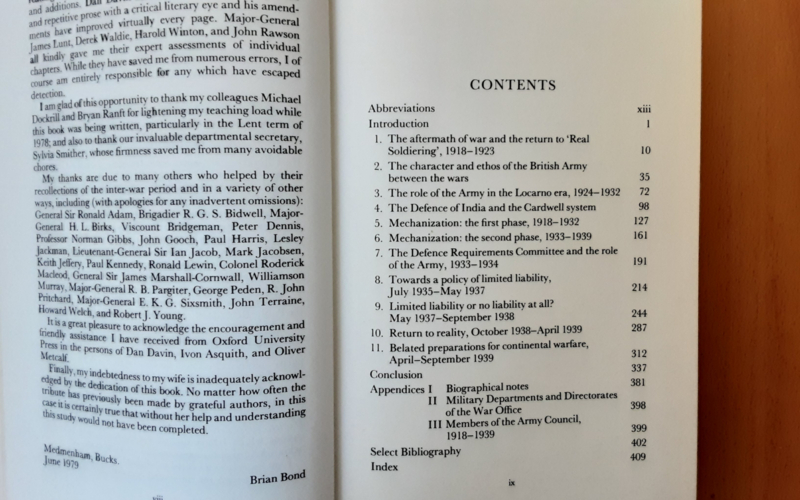 and additions. Dan
and repetitive prose with a critical literary eye and his amend-
ments have improved virtually every page. Major-General
James Lunt, Derek Waldie, Harold Winton, and John Rawson
all kindly gave me their expert assessments of individual
chapters. While they have saved me from numerous errors, I of
course am entirely responsible for any which have escaped
detection.
I am glad of this opportunity to thank my colleagues Michael
Dockrill and Bryan Ranft for lightening my teaching load while
this book was being written, particularly in the Lent term of
1978; and also to thank our invaluable departmental secretary,
Sylvia Smither, whose firmness saved me from many avoidable
chores.
My thanks are due to many others who helped by their
recollections of the inter-war period and in a variety of other
ways, including (with apologies for any inadvertent omissions):
General Sir Ronald Adam, Brigadier R. G. S. Bidwell, Major-
General H. L. Birks, Viscount Bridgeman, Peter Dennis,
Professor Norman Gibbs, John Gooch, Paul Harris, Lesley
Jackman, Lieutenant-General Sir Ian Jacob, Mark Jacobsen,
Keith Jeffery, Paul Kennedy, Ronald Lewin, Colonel Roderick
Macleod, General Sir James Marshall-Cornwall, Williamson
Murray, Major-General R. B. Pargiter, George Peden, R. John
Pritchard, Major-General E. K. G. Sixsmith, John Terraine,
Howard Welch, and Robert J. Young.
It is a great pleasure to acknowledge the encouragement and
friendly assistance I have received from Oxford University
Press in the persons of Dan Davin, Ivon Asquith, and Oliver
Metcalf.
Finally, my indebtedness to my wife is inadequately acknowl-
edged by the dedication of this book. No matter how often the
tribute has previously been made by grateful authors, in this
case it is certainly true that without her help and understanding
this study would not have been completed.
Medmenham, Bucks.
June 1979
Brian Bond
viii
CONTENTS
Abbreviations xiii
Introduction 1
1. The aftermath of war and the return to 'Real
Soldiering', 1918–1923 10
2. The character and ethos of the British Army
between the wars 35
3. The role of the Army in the Locarno era, 1924–1932 72
4. The Defence of India and the Cardwell system 98
5. Mechanization: the first phase, 1918–1932 127
6. Mechanization: the second phase, 1933–1939 161
7. The Defence Requirements Committee and the role
of the Army, 1933–1934 191
8. Towards a policy of limited liability,
July 1935–May 1937 214
9. Limited liability or no liability at all?
May 1937–September 1938 244
10. Return to reality, October 1938–April 1939 287
11. Belated preparations for continental warfare,
April–September 1939 312
Conclusion 337
Appendices I Biographical notes 381
II Military Departments and Directorates
of the War Office 398
III Members of the Army Council,
1918–1939 399
Select Bibliography 402
Index 409
ix